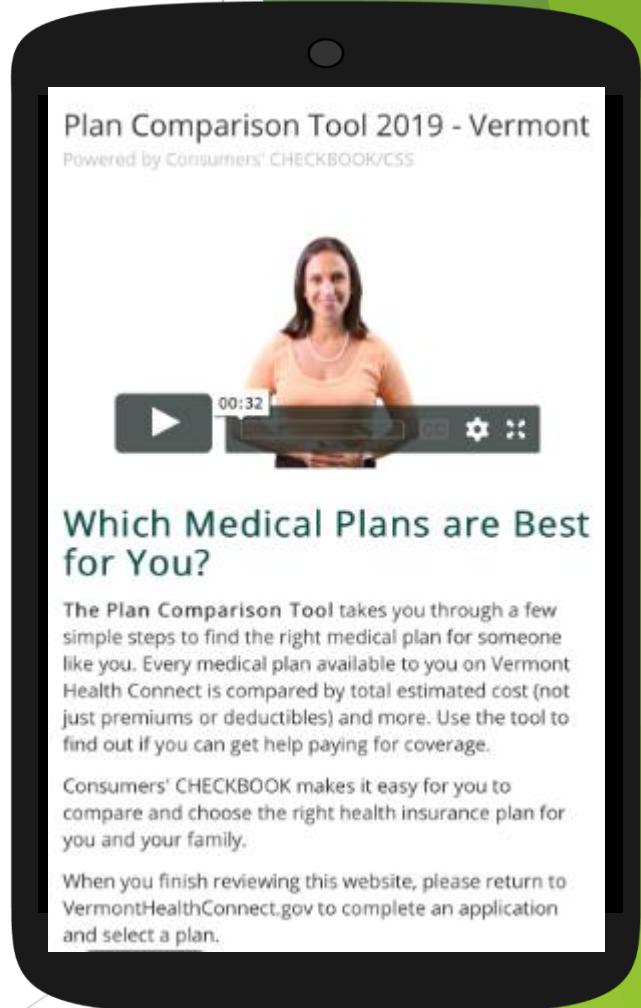 Plan Comparison Tool 2019 - Vermont
Powered by Consumers' CHECKBOOK/CSS
00:32
CC
Which Medical Plans are Best
for You?
The Plan Comparison Tool takes you through a few
simple steps to find the right medical plan for someone
like you. Every medical plan available to you on Vermont
Health Connect is compared by total estimated cost (not
just premiums or deductibles) and more. Use the tool to
find out if you can get help paying for coverage.
Consumers' CHECKBOOK makes it easy for you to
compare and choose the right health insurance plan for
you and your family.
When you finish reviewing this website, please return to
VermontHealthConnect.gov to complete an application
and select a plan.